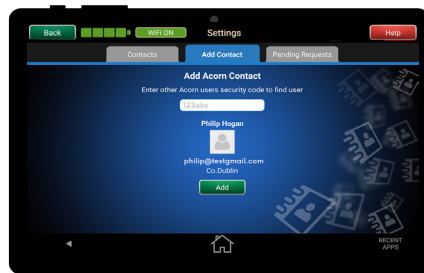 Back
WiFi ON
Settings
Help
Contacts
Add Contact
Pending Requests
Add Acorn Contact
Enter other Acorn users security code to find user
123abc
Philip Hogan
philip@testgmail.com
Co.Dublin
Add
RECENT
APPS